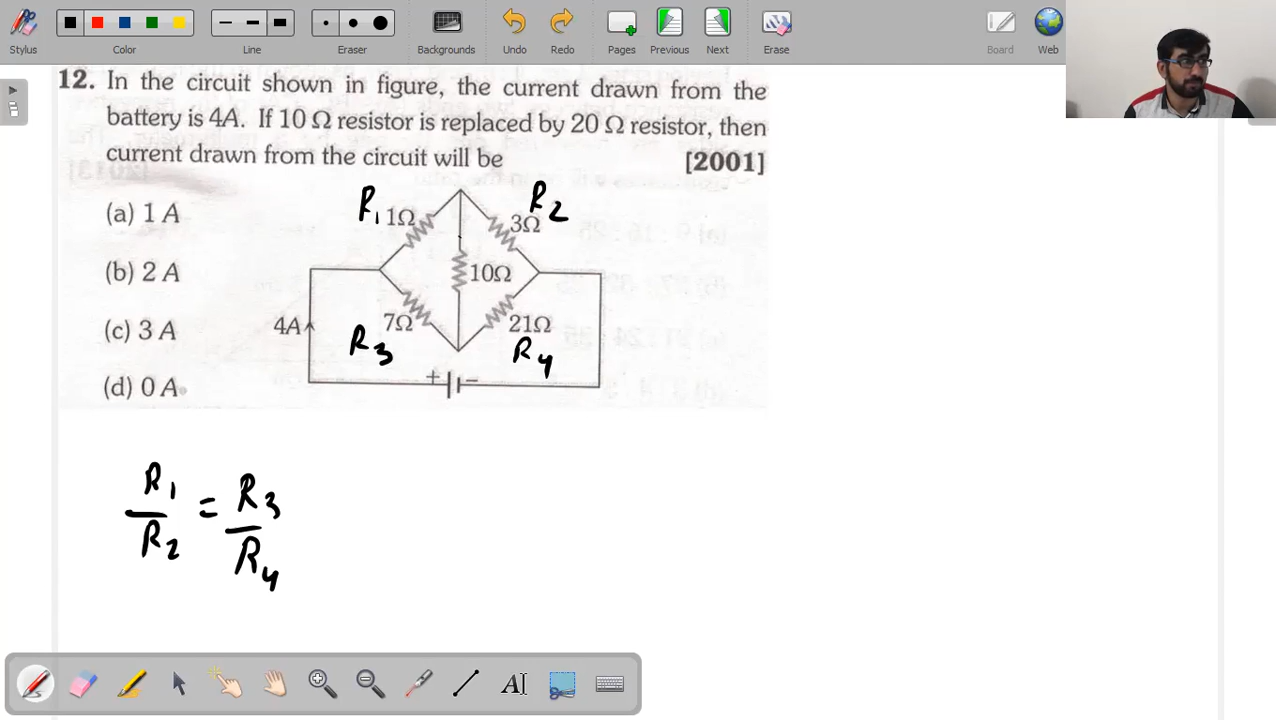 Stylus
Color
Line
Eraser
Backgrounds
Undo
Redo
Pages
Previous
Next
Erase
Board
Web
12. In the circuit shown in figure, the current drawn from the
battery is 4A. If 10 Ω resistor is replaced by 20 Ω resistor, then
current drawn from the circuit will be [2001]
(a) 1 A
(b) 2 A
(c) 3 A
(d) 0 A
R1 1Ω
R2
3Ω
10Ω
4A
7Ω
21Ω
R3
R4
+ −
R1 = R3
R2 R4